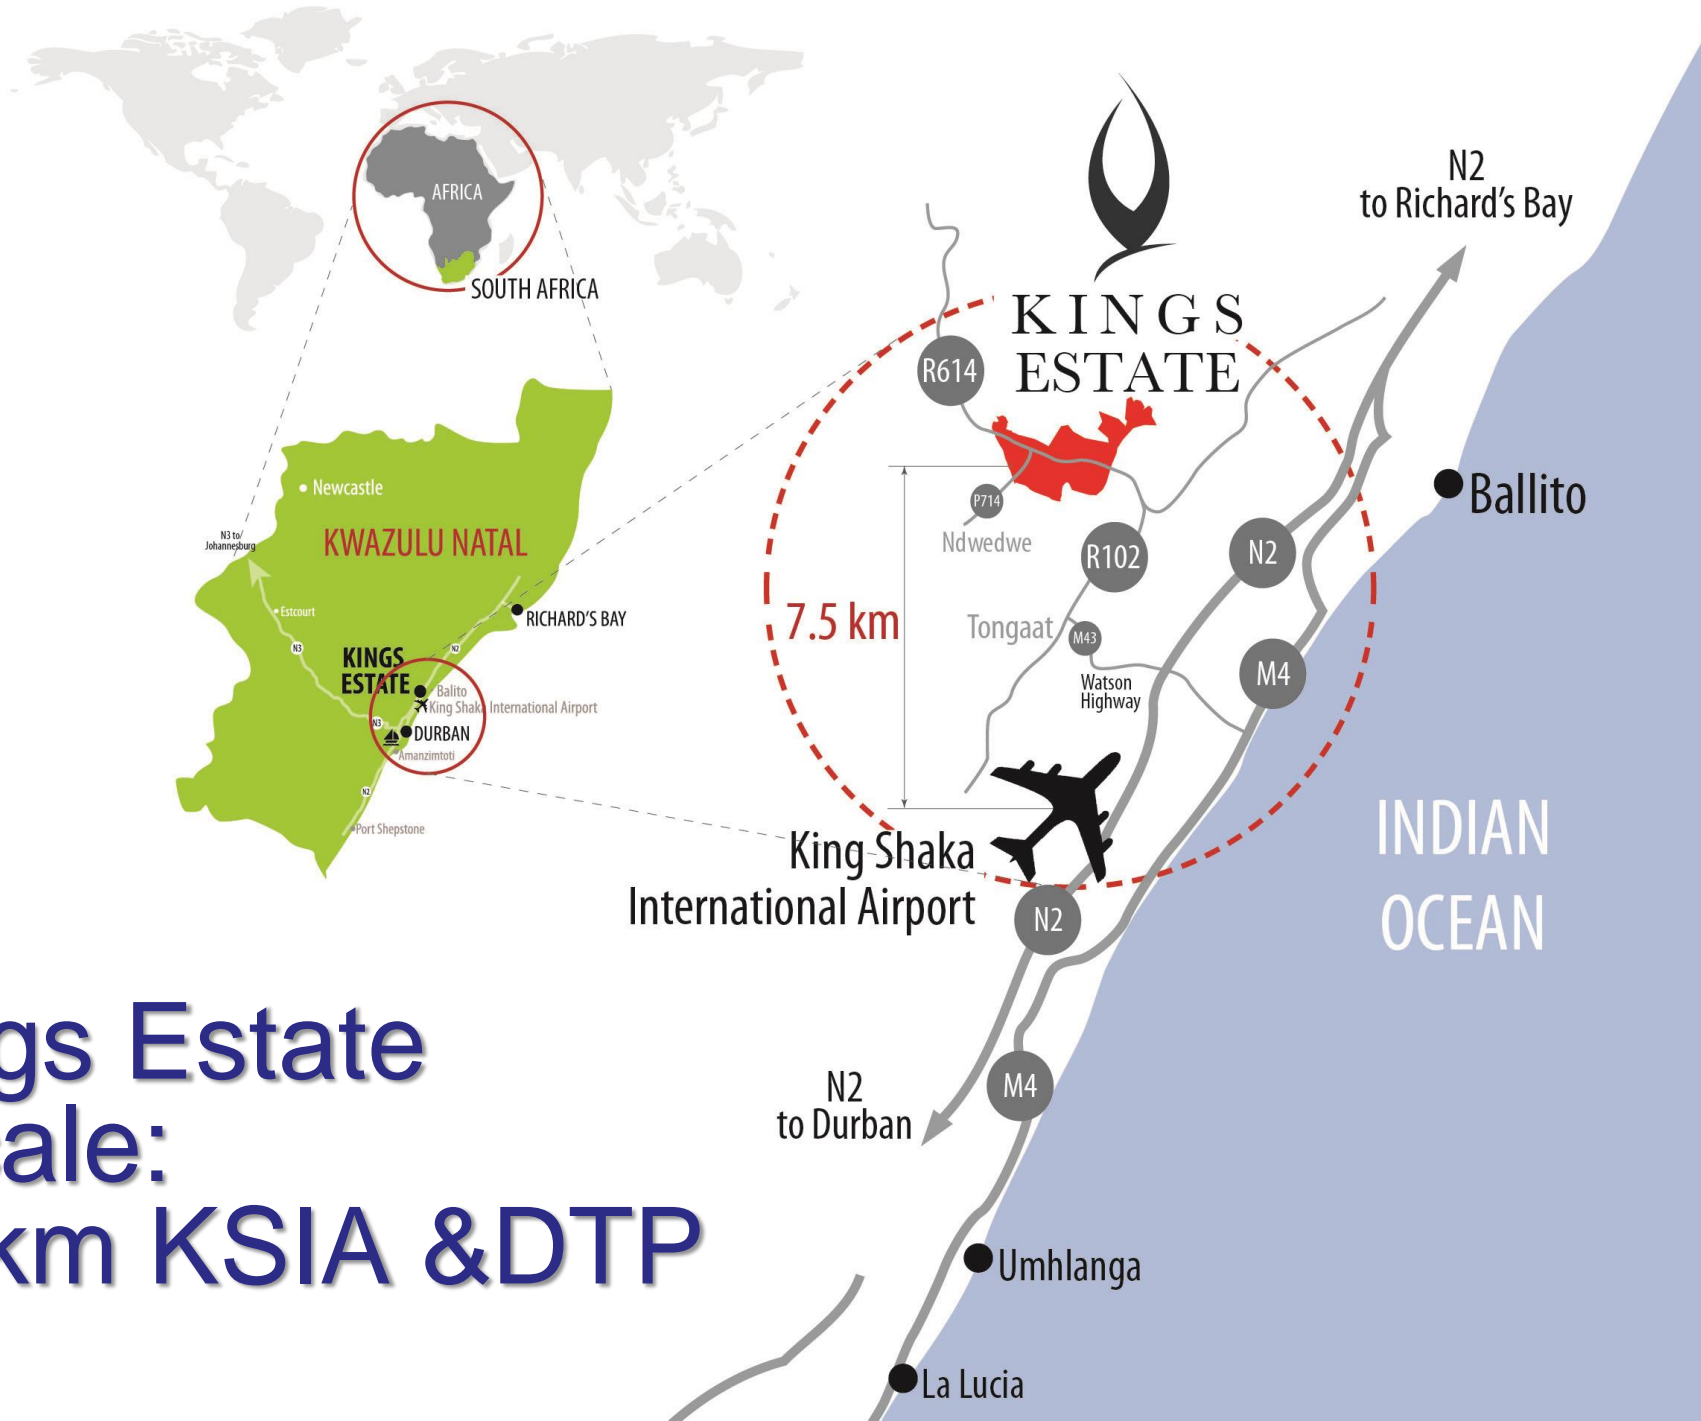 AFRICA
SOUTH AFRICA
Newcastle
KWAZULU NATAL
N3 to
Johannesburg
Estcourt
N3
RICHARD'S BAY
N2
KINGS
ESTATE
Balito
King Shaka International Airport
N3
DURBAN
Amanzimtoti
N2
Port Shepstone
KINGS
ESTATE
N2
to Richard's Bay
R614
Ballito
P714
Ndwedwe
R102
N2
7.5 km
Tongaat
M43
Watson
Highway
M4
King Shaka
International Airport
N2
INDIAN
OCEAN
N2
to Durban
M4
Umhlanga
La Lucia
gs Estate
ale:
km KSIA &DTP